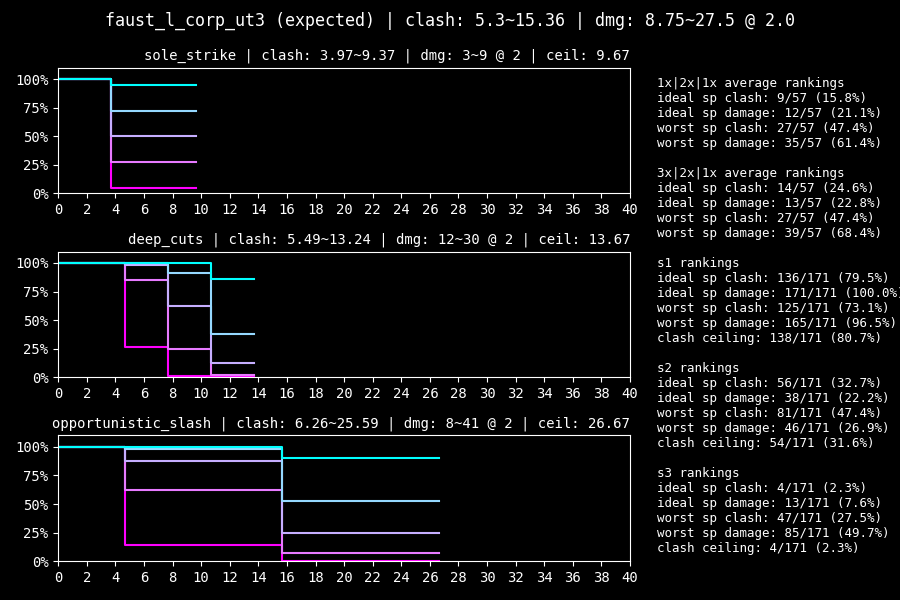 faust_l_corp_ut3 (expected) | clash: 5.3~15.36 | dmg: 8.75~27.5 @ 2.0
sole_strike | clash: 3.97~9.37 | dmg: 3~9 @ 2 | ceil: 9.67
100%
75%
50%
25%
0%
0 2 4 6 8 10 12 14 16 18 20 22 24 26 28 30 32 34 36 38 40
deep_cuts | clash: 5.49~13.24 | dmg: 12~30 @ 2 | ceil: 13.67
100%
75%
50%
25%
0%
0 2 4 6 8 10 12 14 16 18 20 22 24 26 28 30 32 34 36 38 40
opportunistic_slash | clash: 6.26~25.59 | dmg: 8~41 @ 2 | ceil: 26.67
100%
75%
50%
25%
0%
0 2 4 6 8 10 12 14 16 18 20 22 24 26 28 30 32 34 36 38 40
1x|2x|1x average rankings
ideal sp clash: 9/57 (15.8%)
ideal sp damage: 12/57 (21.1%)
worst sp clash: 27/57 (47.4%)
worst sp damage: 35/57 (61.4%)
3x|2x|1x average rankings
ideal sp clash: 14/57 (24.6%)
ideal sp damage: 13/57 (22.8%)
worst sp clash: 27/57 (47.4%)
worst sp damage: 39/57 (68.4%)
s1 rankings
ideal sp clash: 136/171 (79.5%)
ideal sp damage: 171/171 (100.0%)
worst sp clash: 125/171 (73.1%)
worst sp damage: 165/171 (96.5%)
clash ceiling: 138/171 (80.7%)
s2 rankings
ideal sp clash: 56/171 (32.7%)
ideal sp damage: 38/171 (22.2%)
worst sp clash: 81/171 (47.4%)
worst sp damage: 46/171 (26.9%)
clash ceiling: 54/171 (31.6%)
s3 rankings
ideal sp clash: 4/171 (2.3%)
ideal sp damage: 13/171 (7.6%)
worst sp clash: 47/171 (27.5%)
worst sp damage: 85/171 (49.7%)
clash ceiling: 4/171 (2.3%)